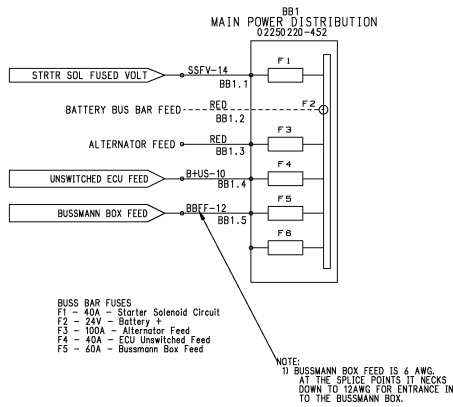 BB1
MAIN POWER DISTRIBUTION
02250220-452
STRTR SOL FUSED VOLT
SSFV-14
BB1.1
F1
BATTERY BUS BAR FEED
RED
BB1.2
F2
ALTERNATOR FEED
RED
BB1.3
F3
UNSWITCHED ECU FEED
B+US-10
BB1.4
F4
BUSSMANN BOX FEED
BBFF-12
BB1.5
F5
F6
BUSS BAR FUSES
F1 - 40A - Starter Solenoid Circuit
F2 - 24V - Battery +
F3 - 100A - Alternator Feed
F4 - 40A - ECU Unswitched Feed
F5 - 60A - Bussmann Box Feed
NOTE:
1) BUSSMANN BOX FEED IS 6 AWG.
AT THE SPLICE POINTS IT NECKS
DOWN TO 12AWG FOR ENTRANCE IN
TO THE BUSSMANN BOX.